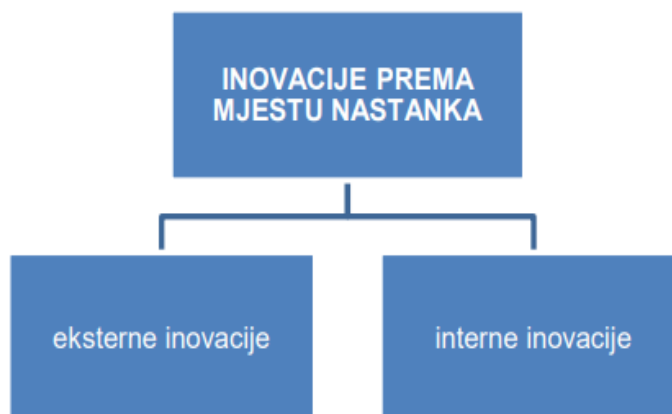 INOVACIJE PREMA
MJESTU NASTANKA
eksterne inovacije
interne inovacije